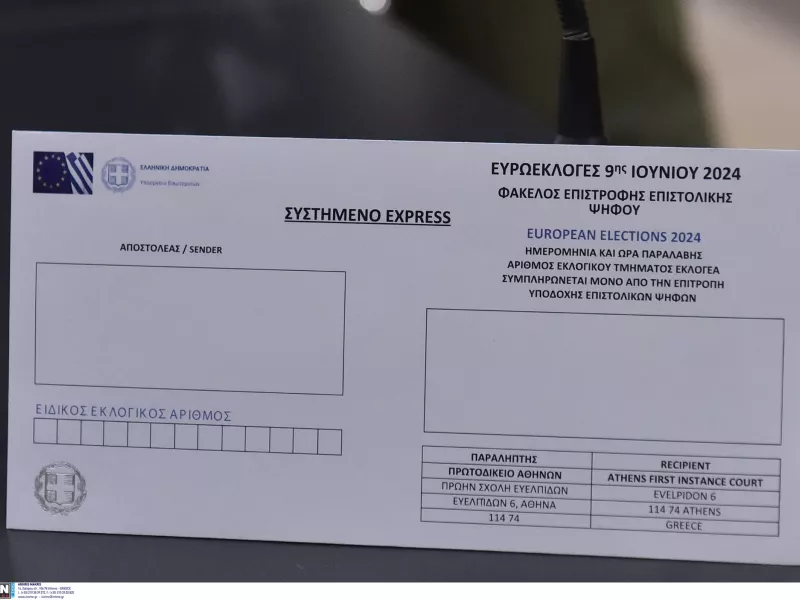 ΕΛΛΗΝΙΚΗ ΔΗΜΟΚΡΑΤΙΑ
Υπουργείο Εσωτερικών
ΣΥΣΤΗΜΕΝΟ EXPRESS
ΑΠΟΣΤΟΛΕΑΣ / SENDER
ΕΙΔΙΚΟΣ ΕΚΛΟΓΙΚΟΣ ΑΡΙΘΜΟΣ
ΕΥΡΩΕΚΛΟΓΕΣ 9ης ΙΟΥΝΙΟΥ 2024
ΦΑΚΕΛΟΣ ΕΠΙΣΤΡΟΦΗΣ ΕΠΙΣΤΟΛΙΚΗΣ
ΨΗΦΟΥ
EUROPEAN ELECTIONS 2024
ΗΜΕΡΟΜΗΝΙΑ ΚΑΙ ΩΡΑ ΠΑΡΑΛΑΒΗΣ
ΑΡΙΘΜΟΣ ΕΚΛΟΓΙΚΟΥ ΤΜΗΜΑΤΟΣ ΕΚΛΟΓΕΑ
ΣΥΜΠΛΗΡΩΝΕΤΑΙ ΜΟΝΟ ΑΠΟ ΤΗΝ ΕΠΙΤΡΟΠΗ
ΥΠΟΔΟΧΗΣ ΕΠΙΣΤΟΛΙΚΩΝ ΨΗΦΩΝ
ΠΑΡΑΛΗΠΤΗΣ
ΠΡΩΤΟΔΙΚΕΙΟ ΑΘΗΝΩΝ
ΠΡΩΗΝ ΣΧΟΛΗ ΕΥΕΛΠΙΔΩΝ
ΕΥΕΛΠΙΔΩΝ 6, ΑΘΗΝΑ
114 74
RECIPIENT
ATHENS FIRST INSTANCE COURT
EVELPIDON 6
114 74 ATHENS
GREECE